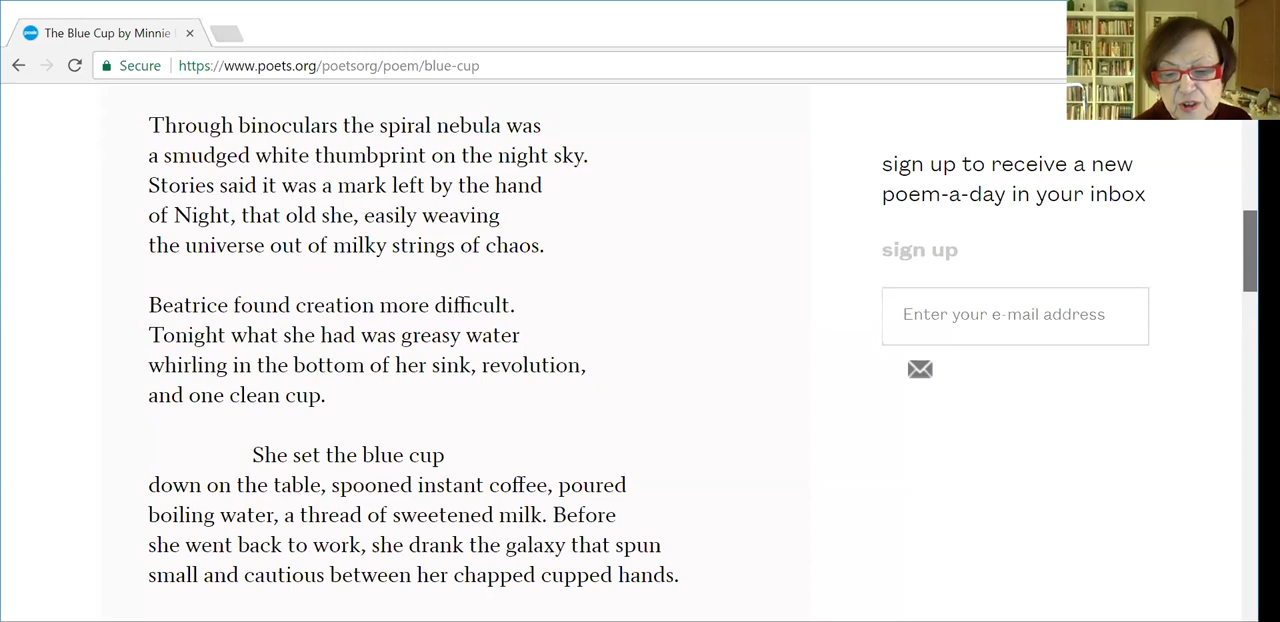 The Blue Cup by Minnie
Secure
https://www.poets.org/poetsorg/poem/blue-cup
Through binoculars the spiral nebula was
a smudged white thumbprint on the night sky.
Stories said it was a mark left by the hand
of Night, that old she, easily weaving
the universe out of milky strings of chaos.
Beatrice found creation more difficult.
Tonight what she had was greasy water
whirling in the bottom of her sink, revolution,
and one clean cup.
She set the blue cup
down on the table, spooned instant coffee, poured
boiling water, a thread of sweetened milk. Before
she went back to work, she drank the galaxy that spun
small and cautious between her chapped cupped hands.
sign up to receive a new
poem-a-day in your inbox
sign up
Enter your e-mail address